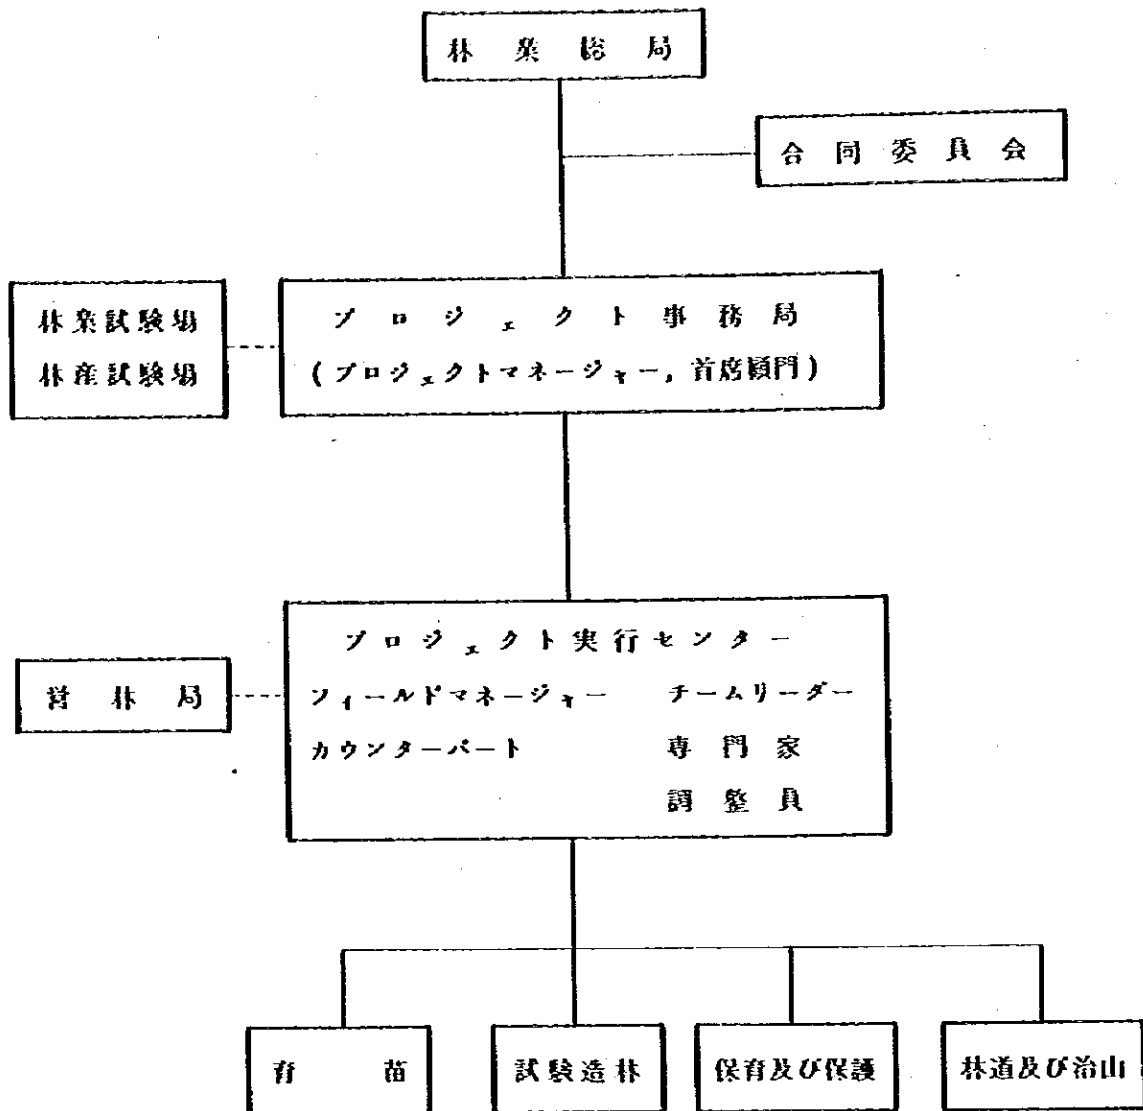 林業総局
合同委員会
林業試験場
林産試験場
プロジェクト事務局
(プロジェクトマネージャー, 首席顧門)
プロジェクト実行センター
営林局
フィールドマネージャー チームリーダー
カウンターパート 専門家
調整員
育苗
試験造林
保育及び保護
林道及び治山